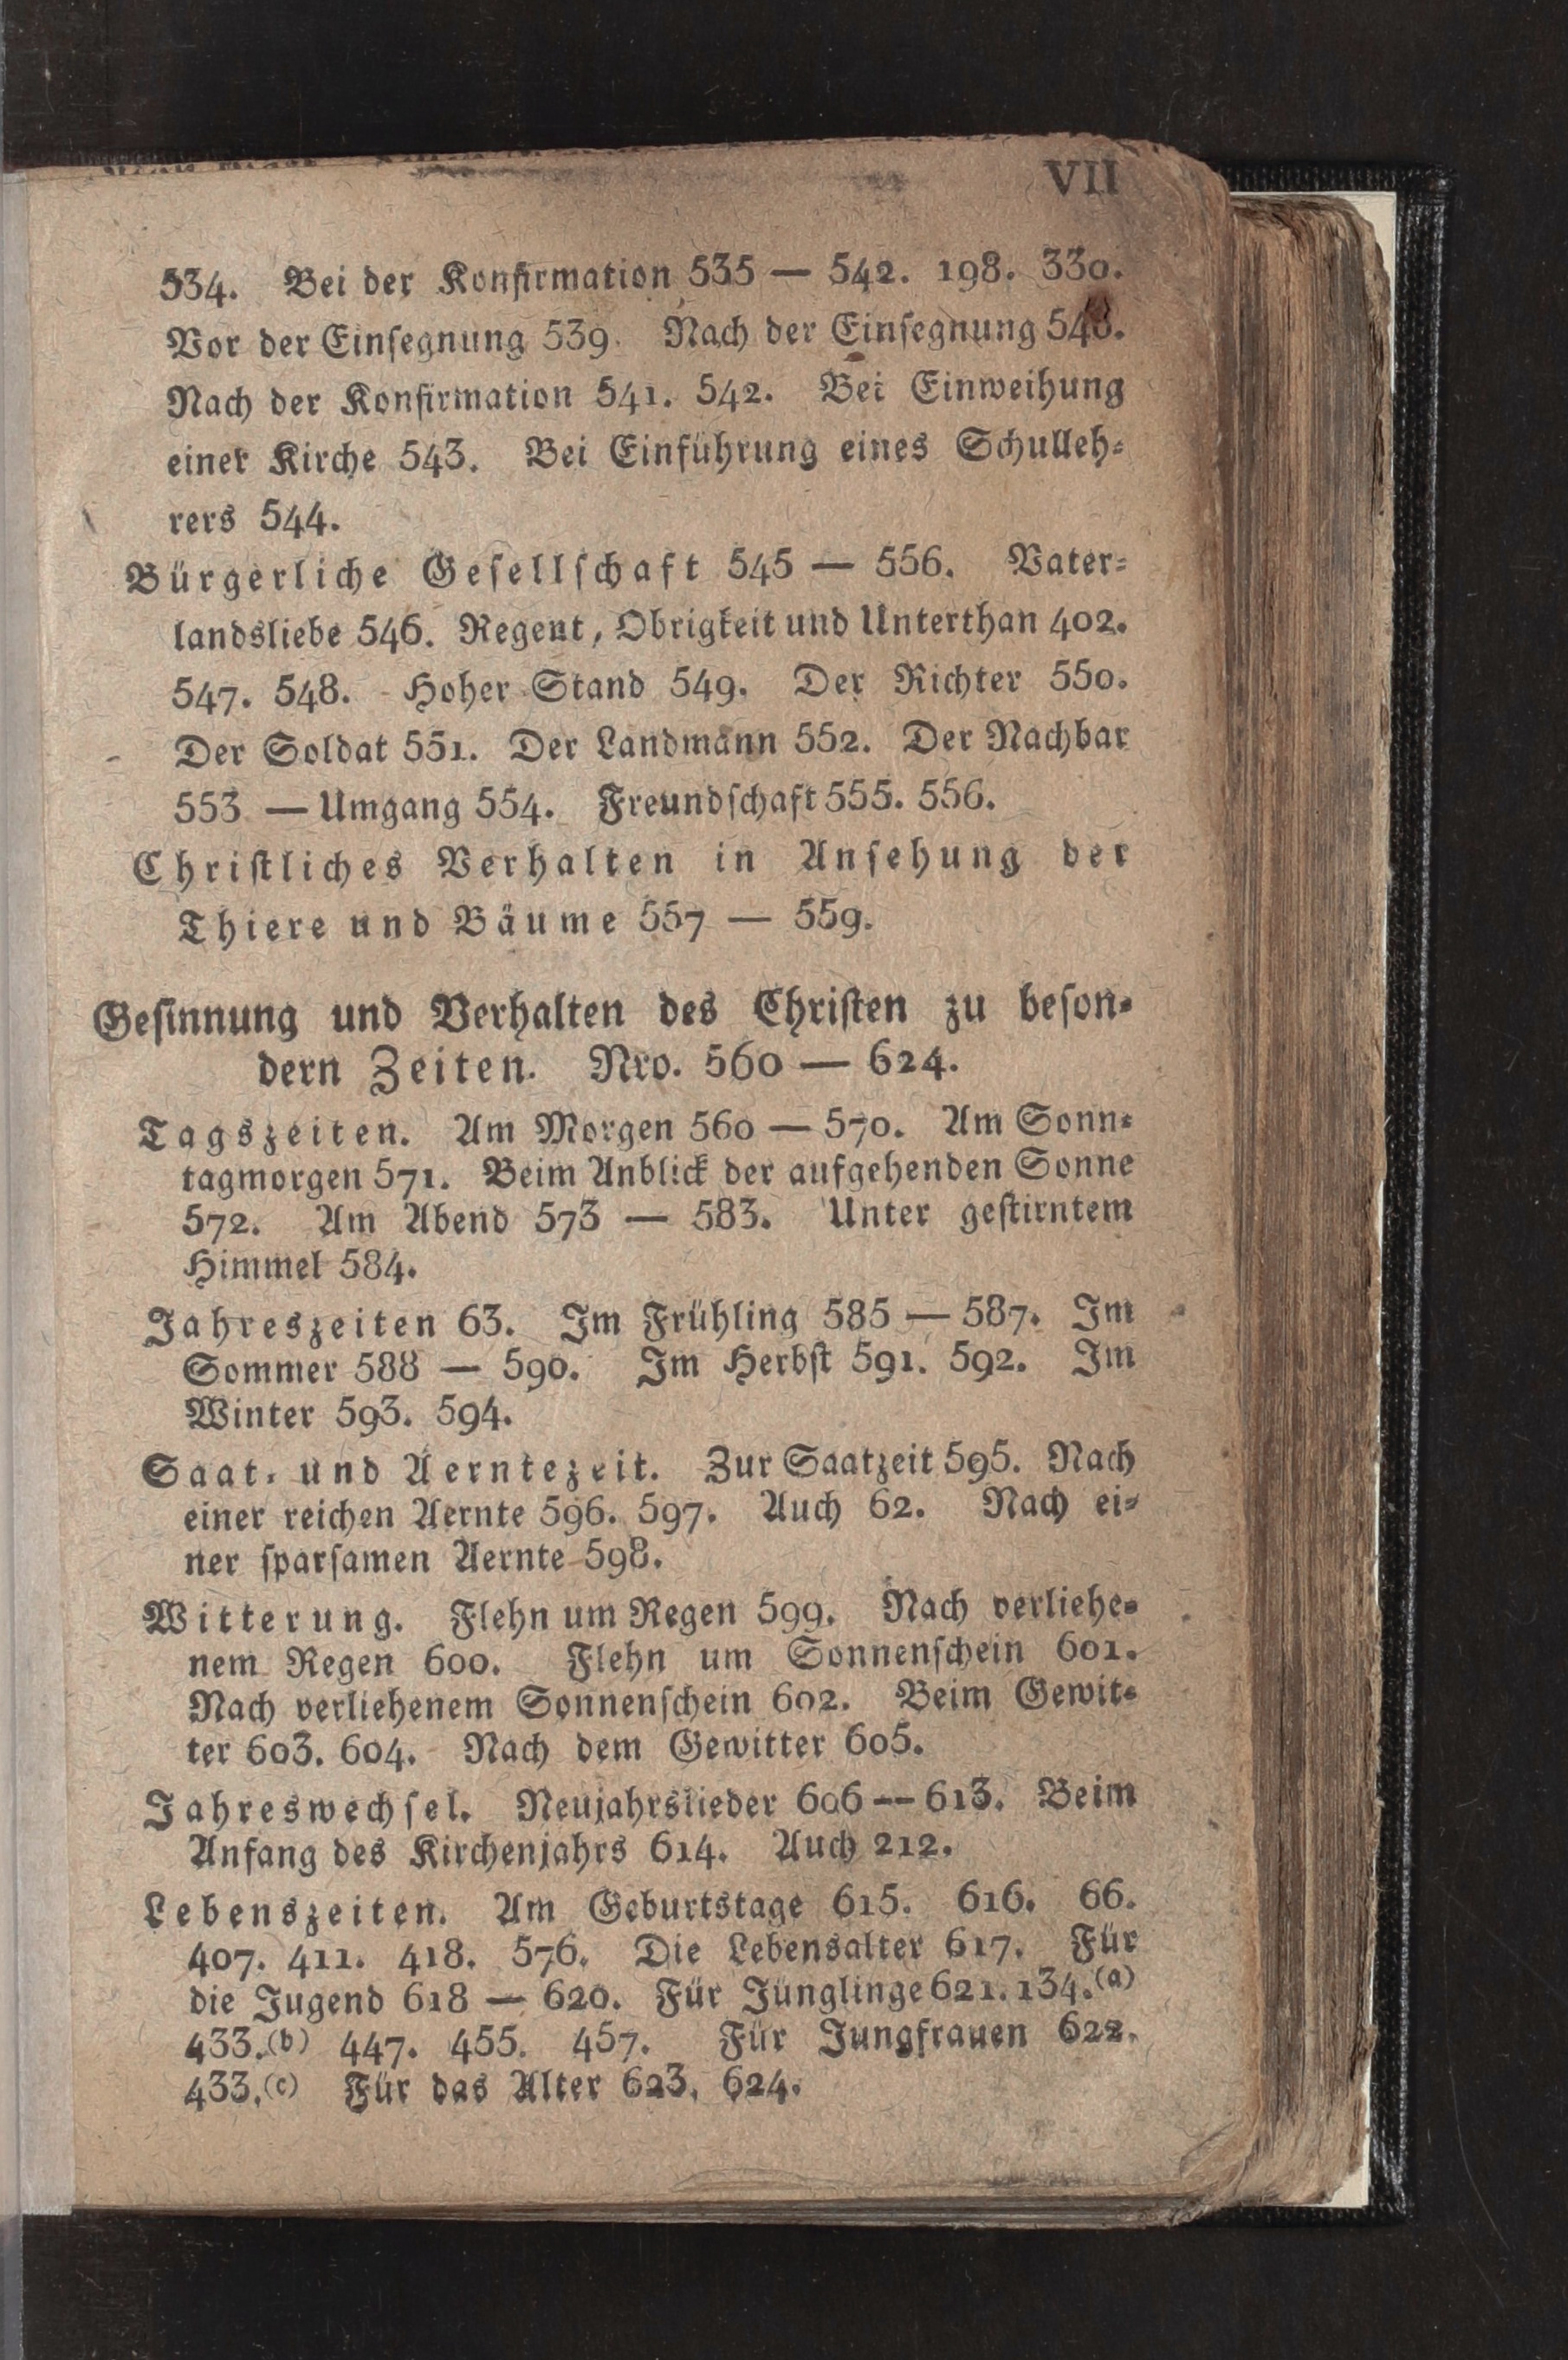 VII
534. Bei der Konfirmation 535 — 542. 198. 330.
Vor der Einſegnung 539. Nach der Einſegnung 540.
Nach der Konfirmation 541. 542. Bei Einweihung
einer Kirche 543. Bei Einführung eines Schulleh⸗
rers 544.
Bürgerliche Geſellſchaft 545 — 556. Vater⸗
landsliebe 546. Regent, Obrigkeit und Unterthan 402.
547. 548. Hoher Stand 549. Der Richter 550.
Der Soldat 551. Der Landmann 552. Der Nachbar
553 — Umgang 554. Freundſchaft 555. 556.
Chriſtliches Verhalten in Anſehung der
Thiere und Bäume 557 — 559.
Geſinnung und Verhalten des Chriſten zu beſon⸗
dern Zeiten. Nro. 560 — 624.
Tagszeiten. Am Morgen 560 — 570. Am Sonn⸗
tagmorgen 571. Beim Anblick der aufgehenden Sonne
572. Am Abend 573 — 583. Unter geſtirntem
Himmel 584.
Jahreszeiten 63. Im Frühling 585 — 587. Im
Sommer 588 — 590. Im Herbſt 591. 592. Im
Winter 593. 594.
Saat⸗ und Aerntezeit. Zur Saatzeit 595. Nach
einer reichen Aernte 596. 597. Auch 62. Nach ei⸗
ner ſparſamen Aernte 598.
Witterung. Flehn um Regen 599. Nach verliehe⸗
nem Regen 600. Flehn um Sonnenſchein 601.
Nach verliehenem Sonnenſchein 602. Beim Gewit⸗
ter 603. 604. Nach dem Gewitter 605.
Jahreswechſel. Neujahrslieder 606 — 613. Beim
Anfang des Kirchenjahrs 614. Auch 212.
Lebenszeiten. Am Geburtstage 615. 616. 66.
407. 411. 418. 576. Die Lebensalter 617. Für
die Jugend 618 — 620. Für Jünglinge 621. 134.(a)
433.(b) 447. 455. 457. Für Jungfrauen 622.
433.(c) Für das Alter 623. 624.